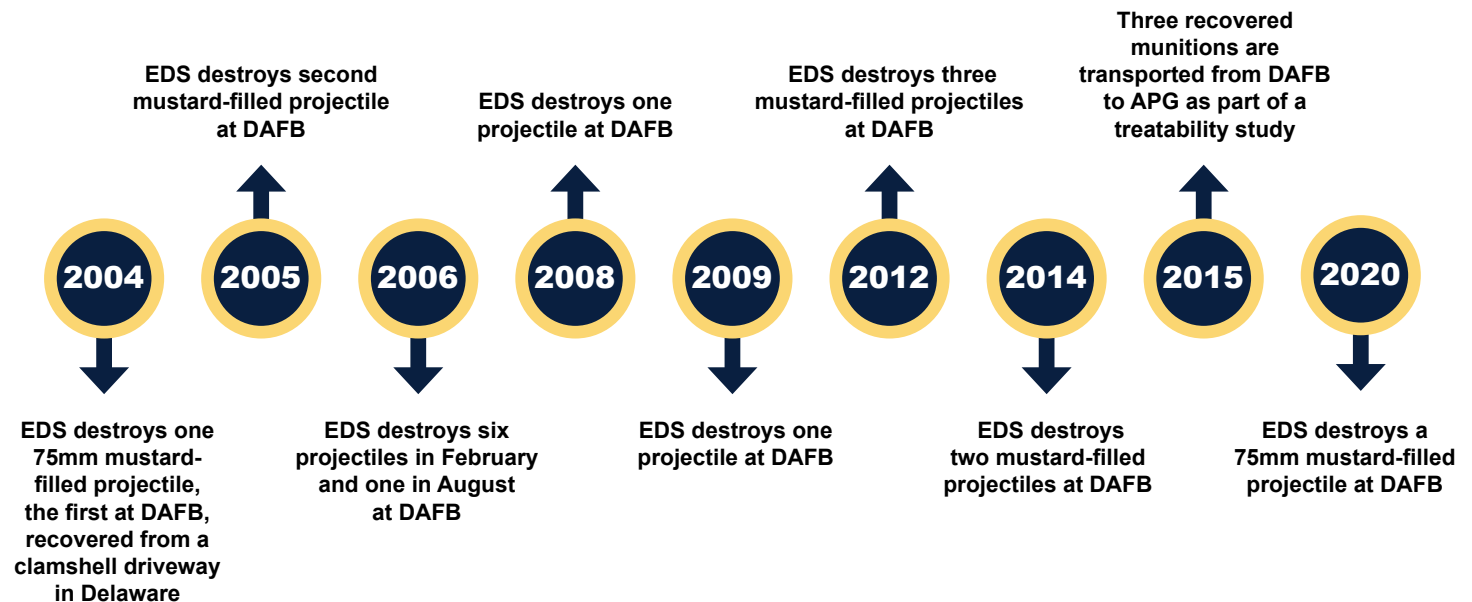 2004
EDS destroys one
75mm mustard-
filled projectile,
the first at DAFB,
recovered from a
clamshell driveway
in Delaware
2005
EDS destroys second
mustard-filled projectile
at DAFB
2006
EDS destroys six
projectiles in February
and one in August
at DAFB
2008
EDS destroys one
projectile at DAFB
2009
EDS destroys one
projectile at DAFB
2012
EDS destroys three
mustard-filled projectiles
at DAFB
2014
EDS destroys
two mustard-filled
projectiles at DAFB
2015
Three recovered
munitions are
transported from DAFB
to APG as part of a
treatability study
2020
EDS destroys a
75mm mustard-filled
projectile at DAFB